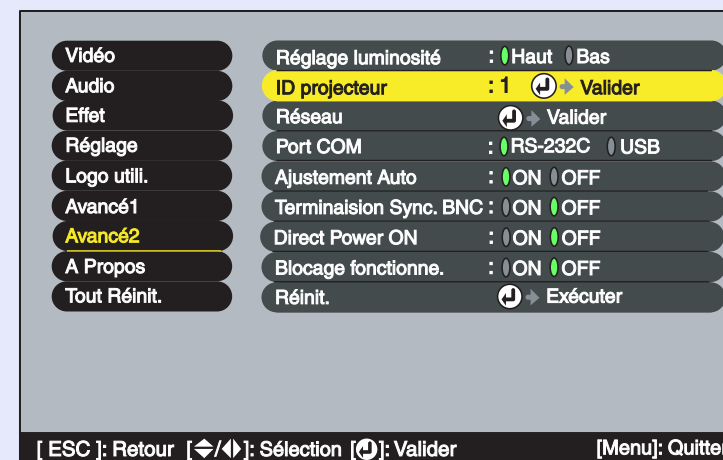 Vidéo
Audio
Effet
Réglage
Logo utili.
Avancé1
Avancé2
A Propos
Tout Réinit.
Réglage luminosité : Haut Bas
ID projecteur : 1 Valider
Réseau Valider
Port COM : RS-232C USB
Ajustement Auto : ON OFF
Terminaision Sync. BNC : ON OFF
Direct Power ON : ON OFF
Blocage fonctionne. : ON OFF
Réinit. Exécuter
[ ESC ]: Retour [ / ]: Sélection [ ]: Valider [Menu]: Quitter